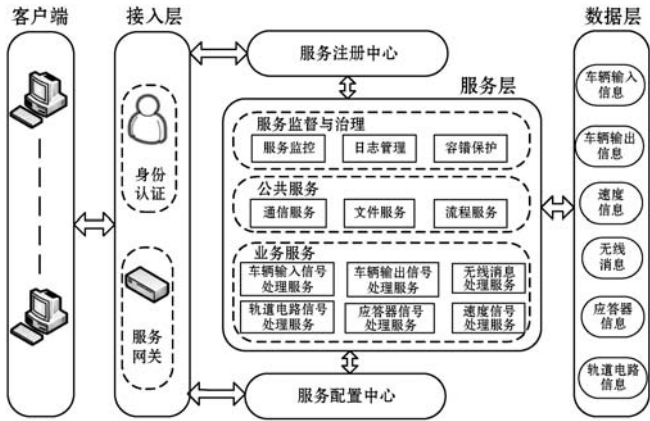 客户端
接入层
身份
认证
服务
网关
服务注册中心
服务层
服务监督与治理
服务监控
日志管理
容错保护
公共服务
通信服务
文件服务
流程服务
业务服务
车辆输入信号
处理服务
车辆输出信号
处理服务
无线消息
处理服务
轨道电路信号
处理服务
应答器信号
处理服务
速度信号
处理服务
服务配置中心
数据层
车辆输入
信息
车辆输出
信息
速度
信息
无线
消息
应答器
信息
轨道电路
信息